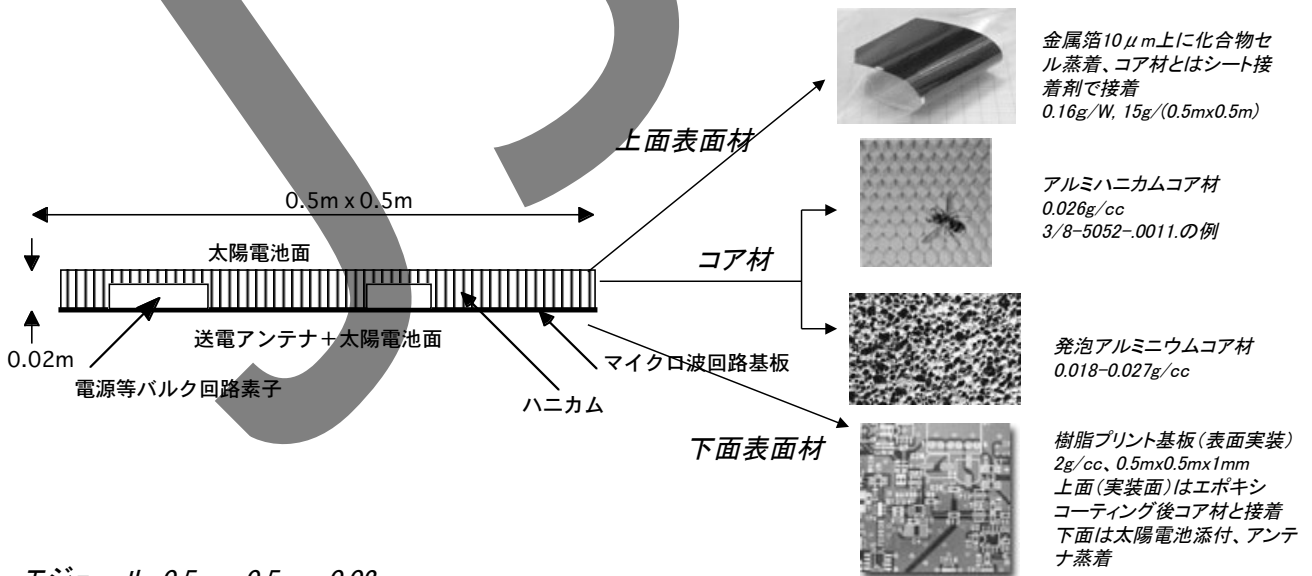 金属箔10μm上に化合物セ
ル蒸着、コア材とはシート接
着剤で接着
0.16g/W, 15g/(0.5mx0.5m)
上面表面材
アルミハニカムコア材
0.026g/cc
3/8-5052-.0011.の例
0.5m x 0.5m
太陽電池面
コア材
送電アンテナ＋太陽電池面
0.02m
マイクロ波回路基板
電源等バルク回路素子
ハニカム
発泡アルミニウムコア材
0.018-0.027g/cc
下面表面材
樹脂プリント基板(表面実装)
2g/cc、0.5mx0.5mx1mm
上面(実装面)はエポキシ
コーティング後コア材と接着
下面は太陽電池添付、アンテ
ナ蒸着